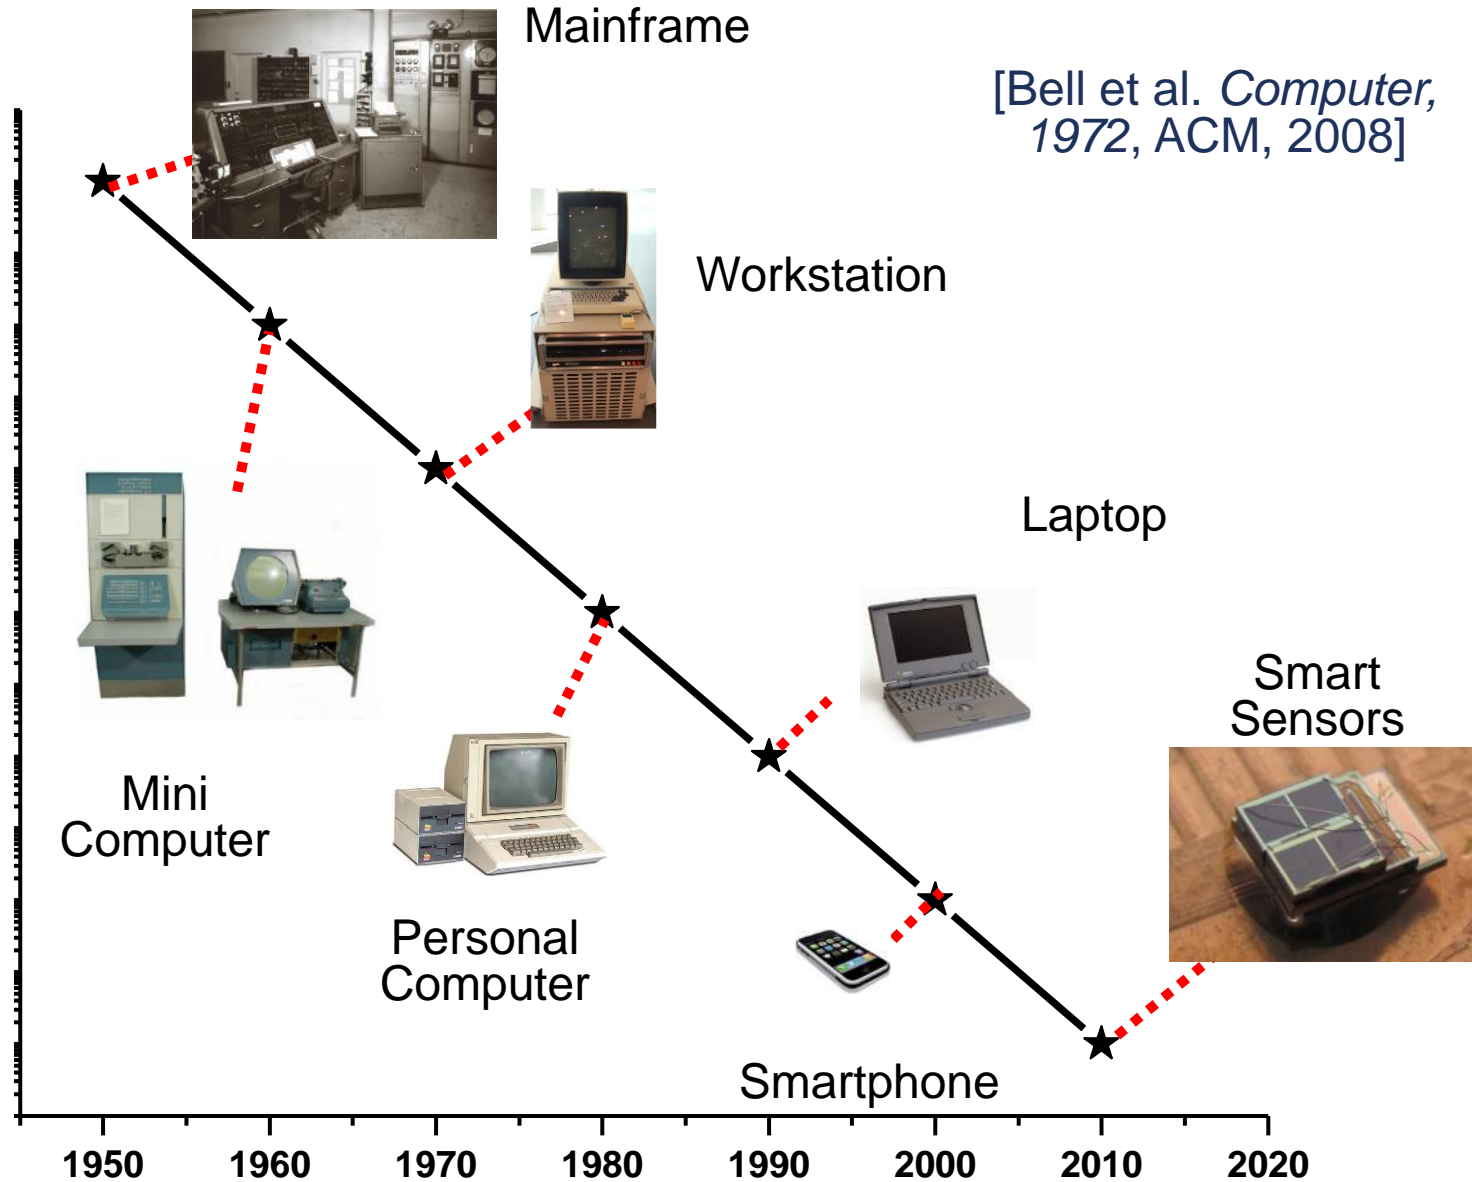 Mainframe
[Bell et al. Computer,
1972, ACM, 2008]
Workstation
Laptop
Smart
Sensors
Mini
Computer
Personal
Computer
Smartphone
1950 1960 1970 1980 1990 2000 2010 2020